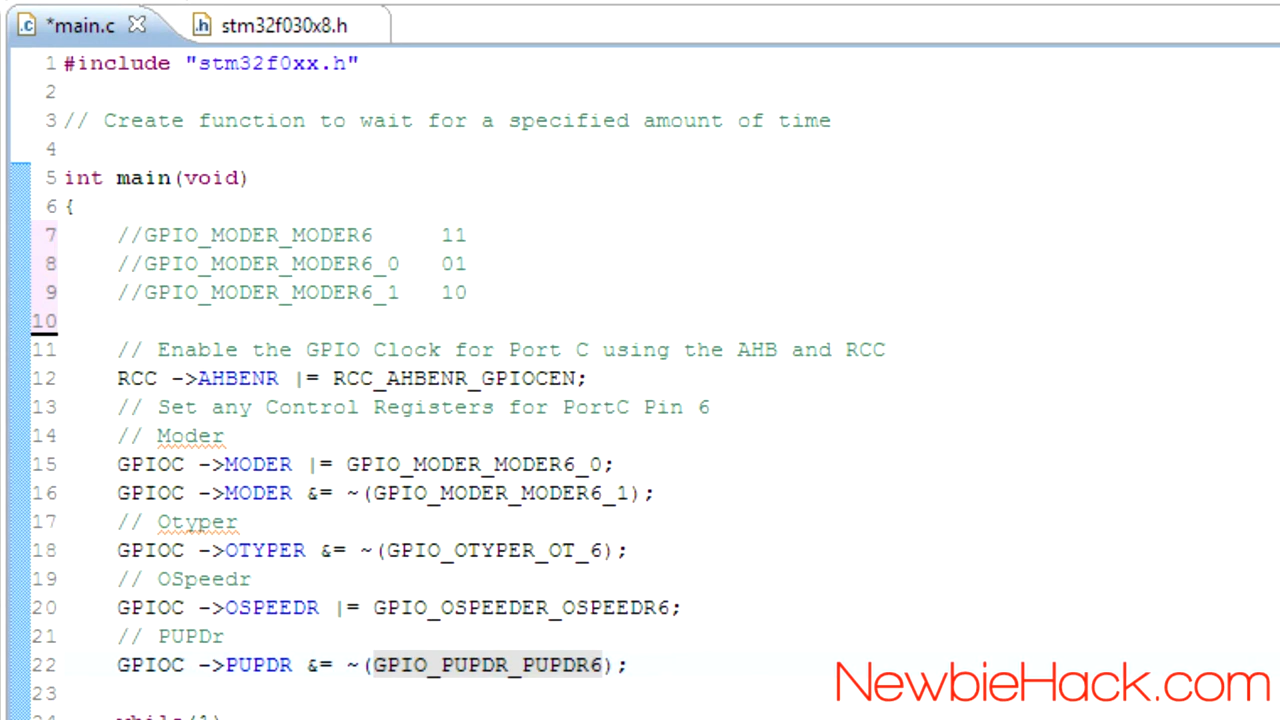 *main.c stm32f030x8.h
1 #include "stm32f0xx.h"
2
3 // Create function to wait for a specified amount of time
4
5 int main(void)
6 {
7 //GPIO_MODER_MODER6 11
8 //GPIO_MODER_MODER6_0 01
9 //GPIO_MODER_MODER6_1 10
10
11 // Enable the GPIO Clock for Port C using the AHB and RCC
12 RCC ->AHBENR |= RCC_AHBENR_GPIOCEN;
13 // Set any Control Registers for PortC Pin 6
14 // Moder
15 GPIOC ->MODER |= GPIO_MODER_MODER6_0;
16 GPIOC ->MODER &= ~(GPIO_MODER_MODER6_1);
17 // Otyper
18 GPIOC ->OTYPER &= ~(GPIO_OTYPER_OT_6);
19 // OSpeedr
20 GPIOC ->OSPEEDR |= GPIO_OSPEEDER_OSPEEDR6;
21 // PUPDr
22 GPIOC ->PUPDR &= ~(GPIO_PUPDR_PUPDR6);
23
24 while(1)
NewbieHack.com